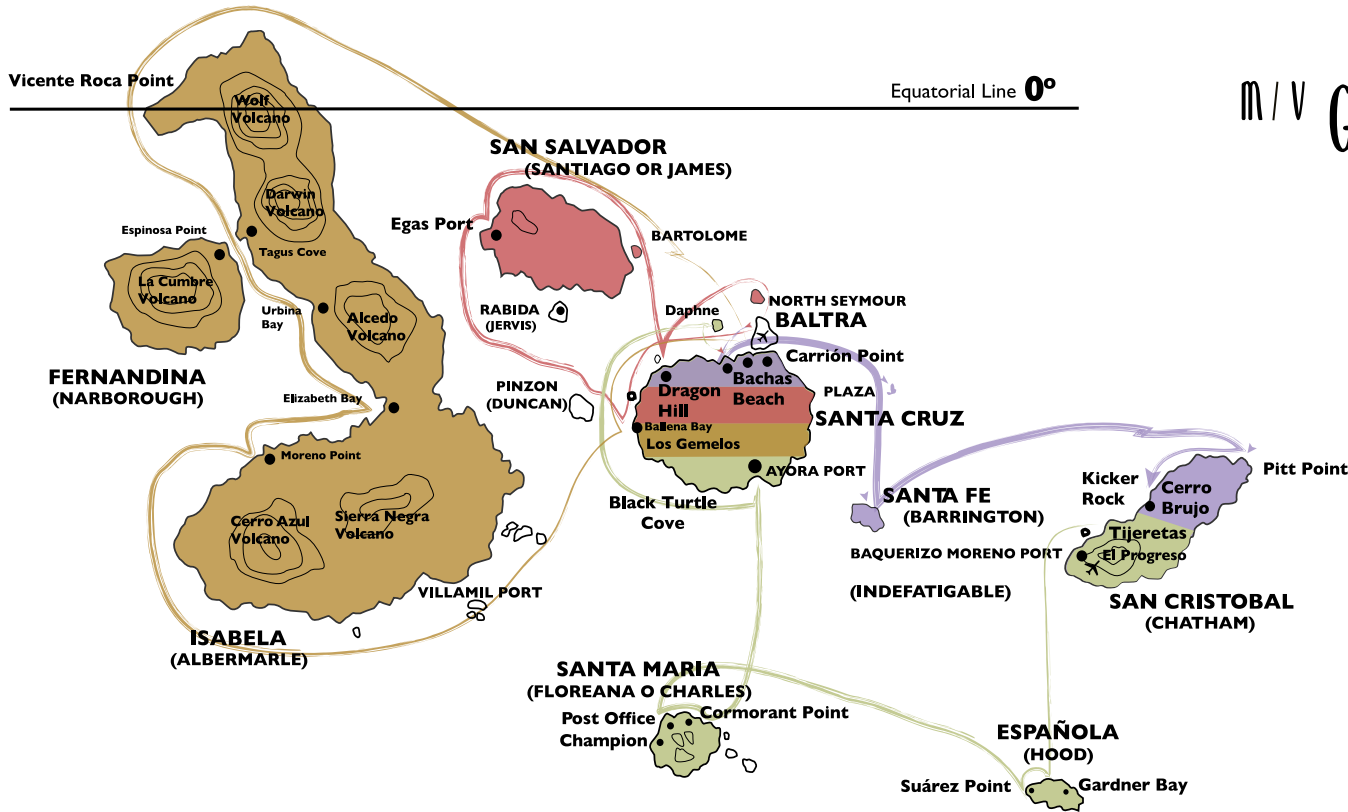 Vicente Roca Point
Equatorial Line 0º
m / v G
Wolf
Volcano
SAN SALVADOR
(SANTIAGO OR JAMES)
Darwin
Volcano
Egas Port
Espinosa Point
BARTOLOME
Tagus Cove
La Cumbre
Volcano
NORTH SEYMOUR
RABIDA
(JERVIS)
Daphne
BALTRA
Urbina
Bay
Alcedo
Volcano
Carrión Point
FERNANDINA
(NARBOROUGH)
PINZON
(DUNCAN)
Dragon
Hill
Bachas
Beach
PLAZA
Elizabeth Bay
SANTA CRUZ
Ballena Bay
Los Gemelos
Moreno Point
AYORA PORT
Pitt Point
Kicker
Rock
Cerro
Brujo
Black Turtle
Cove
SANTA FE
(BARRINGTON)
Cerro Azul
Volcano
Sierra Negra
Volcano
Tijeretas
BAQUERIZO MORENO PORT
El Progreso
VILLAMIL PORT
(INDEFATIGABLE)
SAN CRISTOBAL
(CHATHAM)
ISABELA
(ALBERMARLE)
SANTA MARIA
(FLOREANA O CHARLES)
Post Office
Cormorant Point
Champion
ESPAÑOLA
(HOOD)
Suárez Point
Gardner Bay